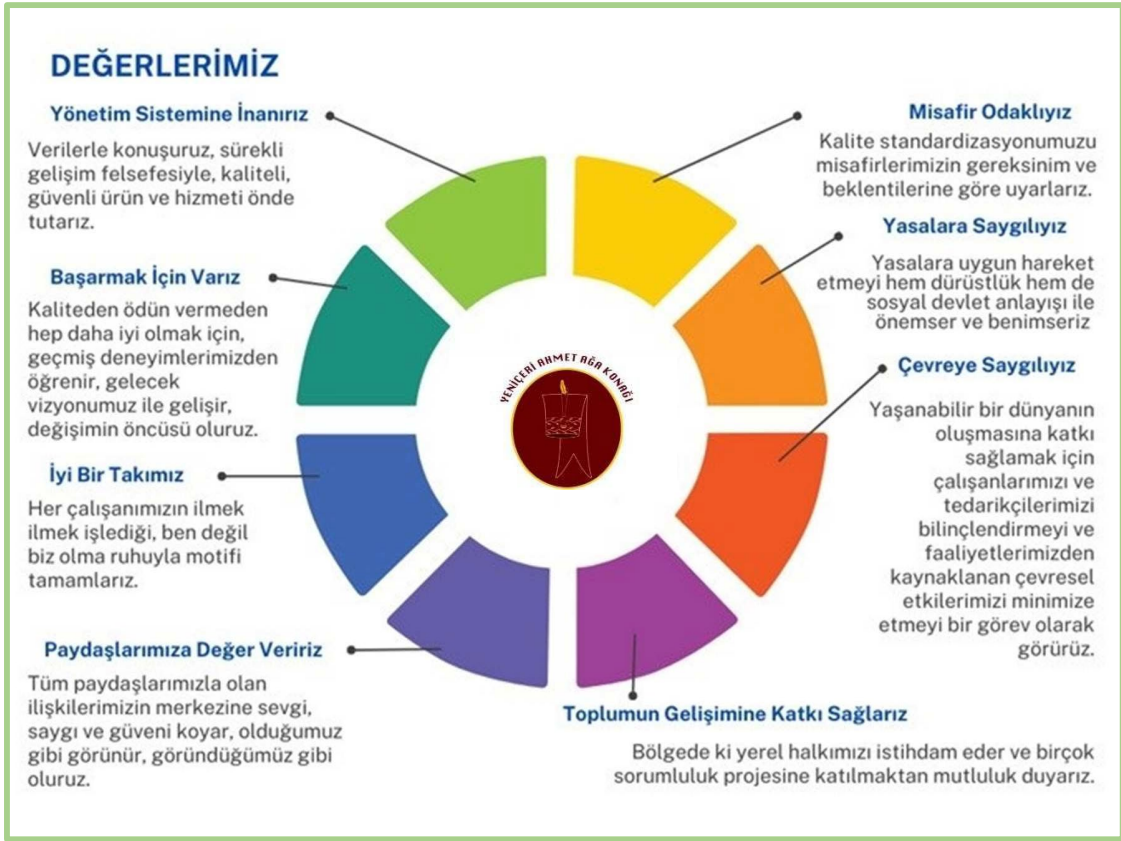 DEĞERLERİMİZ
Yönetim Sistemine İnanırız
Verilerle konuşuruz, sürekli
gelişim felsefesiyle, kaliteli,
güvenli ürün ve hizmeti önde
tutarız.
Başarmak İçin Varız
Kaliteden ödün vermeden
hep daha iyi olmak için,
geçmiş deneyimlerimizden
öğrenir, gelecek
vizyonumuz ile gelişir,
değişimin öncüsü oluruz.
İyi Bir Takımız
Her çalışanımızın ilmek
ilmek işlediği, ben değil
biz olma ruhuyla motifi
tamamlarız.
Paydaşlarımıza Değer Veririz
Tüm paydaşlarımızla olan
ilişkilerimizin merkezine sevgi,
saygı ve güveni koyar, olduğumuz
gibi görünür, göründüğümüz gibi
oluruz.
YENİÇERİ AHMET AĞA KONAĞI
Misafir Odaklıyız
Kalite standardizasyonumuzu
misafirlerimizin gereksinim ve
beklentilerine göre uyarlarız.
Yasalara Saygılıyız
Yasalara uygun hareket
etmeyi hem dürüstlük hem de
sosyal devlet anlayışı ile
önemser ve benimseriz
Çevreye Saygılıyız
Yaşanabilir bir dünyanın
oluşmasına katkı
sağlamak için
çalışanlarımızı ve
tedarikçilerimizi
bilinçlendirmeyi ve
faaliyetlerimizden
kaynaklanan çevresel
etkilerimizi minimize
etmeyi bir görev olarak
görürüz.
Toplumun Gelişimine Katkı Sağlarız
Bölgede ki yerel halkımızı istihdam eder ve birçok
sorumluluk projesine katılmaktan mutluluk duyarız.